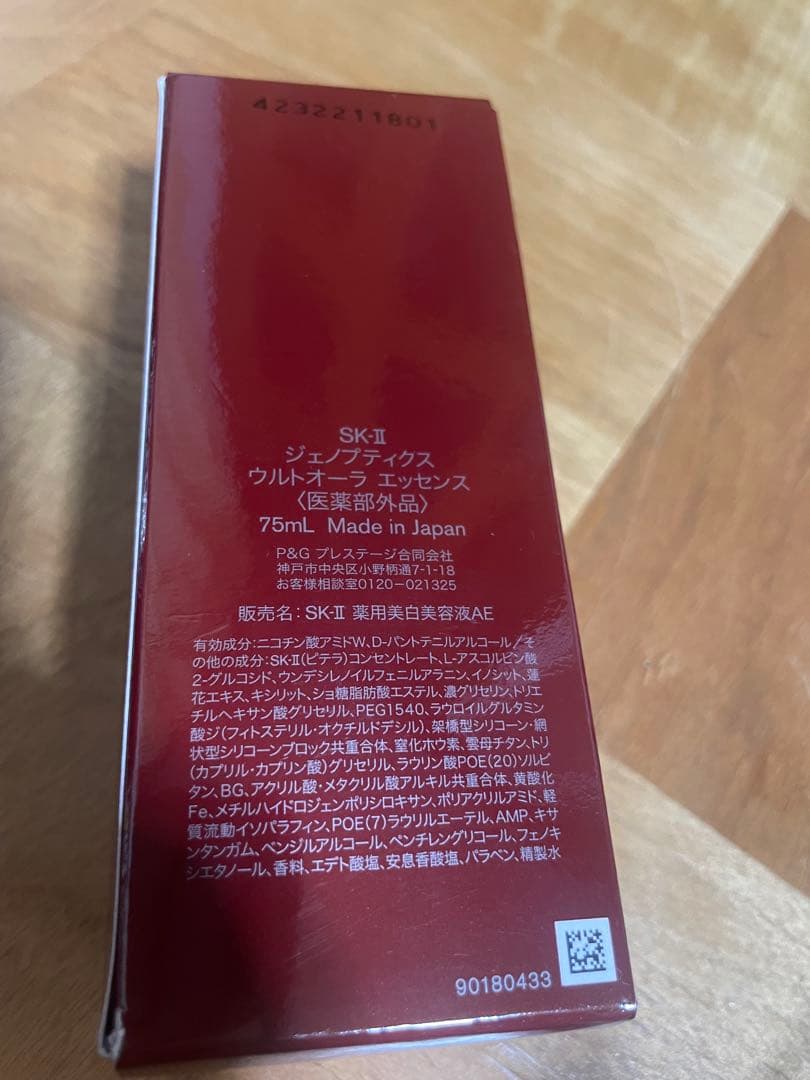 4232211801
SK-II
ジェノプティクス
ウルトオーラ エッセンス
〈医薬部外品〉
75mL Made in Japan
P&G プレステージ合同会社
神戸市中央区小野柄通7-1-18
お客様相談室0120-021325
販売名：SK-II 薬用美白美容液AE
有効成分：ニコチン酸アミドW、D-パントテニルアルコール／そ
の他の成分：SK-II(ピテラ)コンセントレート、L-アスコルビン酸
2-グルコシド、ウンデシレノイルフェニルアラニン、イノシット、蓮
花エキス、キシリット、ショ糖脂肪酸エステル、濃グリセリン、トリエ
チルヘキサン酸グリセリル、PEG1540、ラウロイルグルタミン
酸ジ(フィトステリル・オクチルドデシル)、架橋型シリコーン・網
状型シリコーンブロック共重合体、窒化ホウ素、雲母チタン、トリ
(カプリル・カプリン酸)グリセリル、ラウリン酸POE(20)ソルビ
タン、BG、アクリル酸・メタクリル酸アルキル共重合体、黄酸化
Fe、メチルハイドロジェンポリシロキサン、ポリアクリルアミド、軽
質流動イソパラフィン、POE(7)ラウリルエーテル、AMP、キサ
ンタンガム、ベンジルアルコール、ペンチレングリコール、フェノキ
シエタノール、香料、エデト酸塩、安息香酸塩、パラベン、精製水
90180433